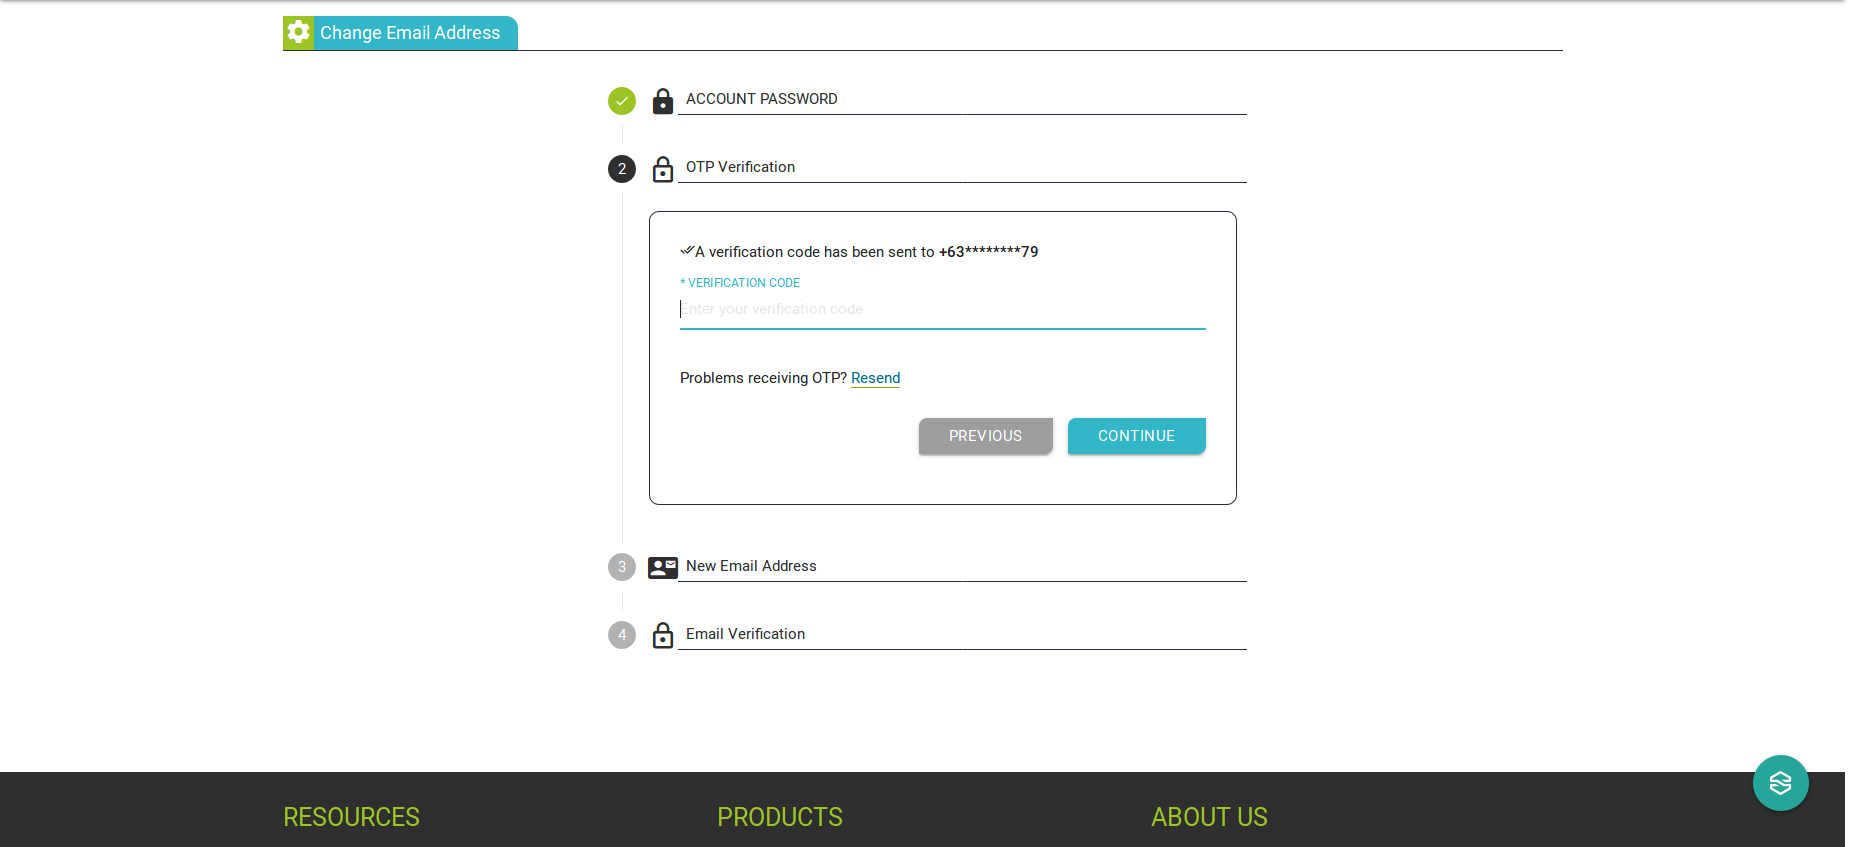 Change Email Address
ACCOUNT PASSWORD
2 OTP Verification
A verification code has been sent to +63********79
* VERIFICATION CODE
Enter your verification code
Problems receiving OTP? Resend
PREVIOUS CONTINUE
3 New Email Address
4 Email Verification
RESOURCES PRODUCTS ABOUT US